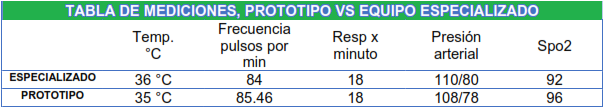 TABLA DE MEDICIONES, PROTOTIPO VS EQUIPO ESPECIALIZADO
Temp. °C Frecuencia pulsos por min Resp x minuto Presión arterial Spo2
ESPECIALIZADO 36 °C 84 18 110/80 92
PROTOTIPO 35 °C 85.46 18 108/78 96